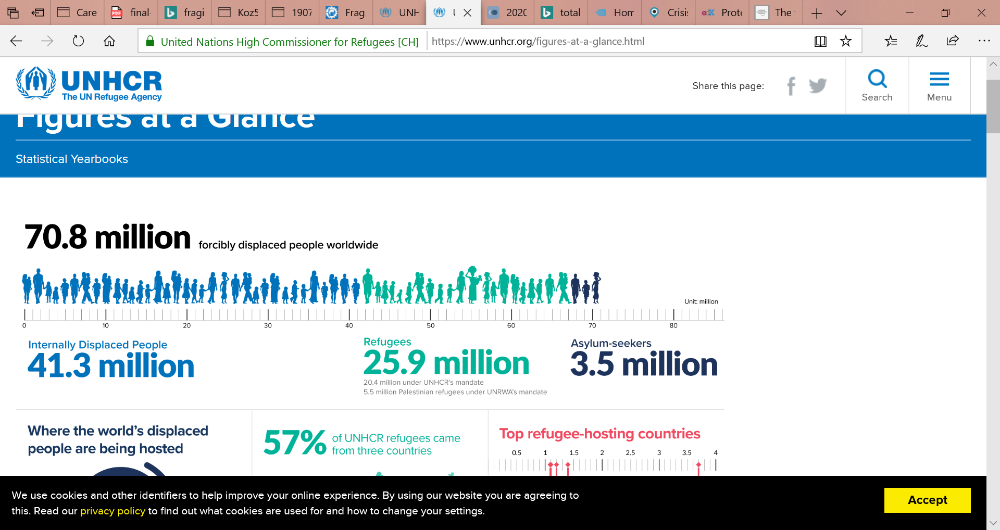 Care
final
fragi
Koz5
1907
Frag
UNH
2020
total
Hom
Crisis
edX Prote
The
United Nations High Commissioner for Refugees [CH]
https://www.unhcr.org/figures-at-a-glance.html
UNHCR
The UN Refugee Agency
Share this page:
Search
Menu
Figures at a Glance
Statistical Yearbooks
70.8 million forcibly displaced people worldwide
Unit: million
0 10 20 30 40 50 60 70 80
Internally Displaced People
41.3 million
Refugees
25.9 million
20.4 million under UNHCR's mandate
5.5 million Palestinian refugees under UNRWA's mandate
Asylum-seekers
3.5 million
Where the world's displaced
people are being hosted
57% of UNHCR refugees came
from three countries
Top refugee-hosting countries
0.5 1 1.5 2 2.5 3 3.5 4
We use cookies and other identifiers to help improve your online experience. By using our website you are agreeing to
this. Read our privacy policy to find out what cookies are used for and how to change your settings.
Accept